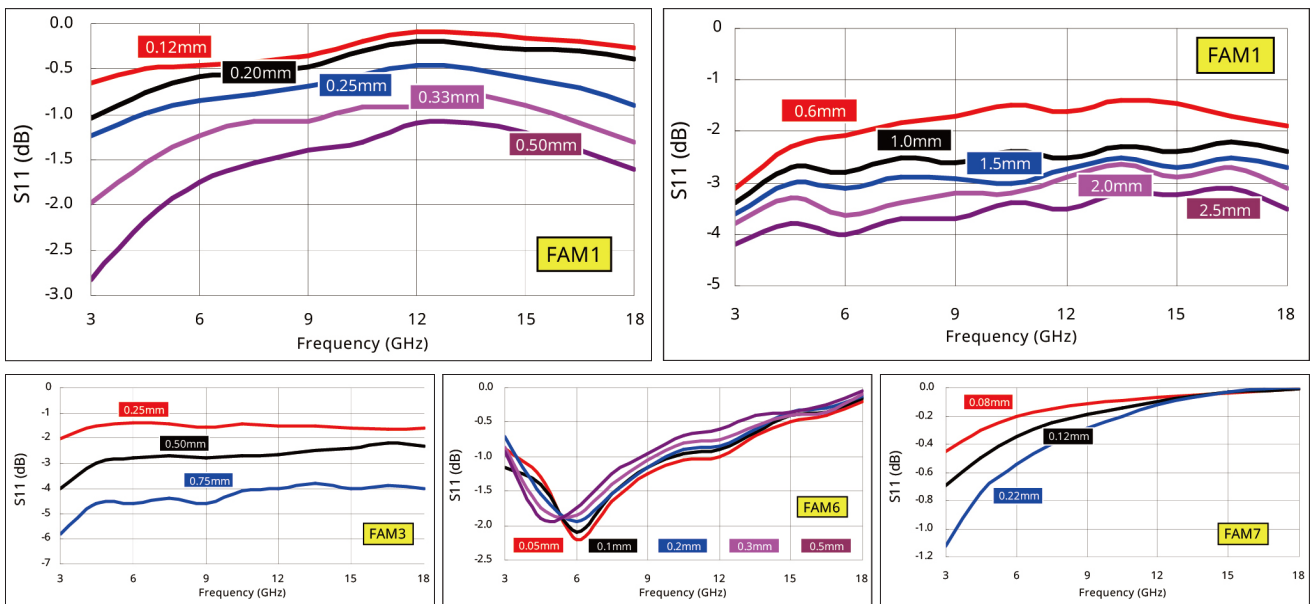 0.0
-0.5
-1.0
-1.5
-2.0
-2.5
-3.0
S11 (dB)
0.12mm
0.20mm
0.25mm
0.33mm
0.50mm
FAM1
3 6 9 12 15 18
Frequency (GHz)
0
-1
-2
-3
-4
-5
S11 (dB)
FAM1
0.6mm
1.0mm
1.5mm
2.0mm
2.5mm
3 6 9 12 15 18
Frequency (GHz)
0
-1
-2
-3
-4
-5
-6
-7
S11 (dB)
0.25mm
0.50mm
0.75mm
FAM3
3 6 9 12 15 18
Frequency (GHz)
0.0
-0.5
-1.0
-1.5
-2.0
-2.5
S11 (dB)
FAM6
0.05mm 0.1mm 0.2mm 0.3mm 0.5mm
3 6 9 12 15 18
Frequency (GHz)
0.0
-0.2
-0.4
-0.6
-0.8
-1.0
-1.2
S11 (dB)
0.08mm
0.12mm
0.22mm
FAM7
3 6 9 12 15 18
Frequency (GHz)